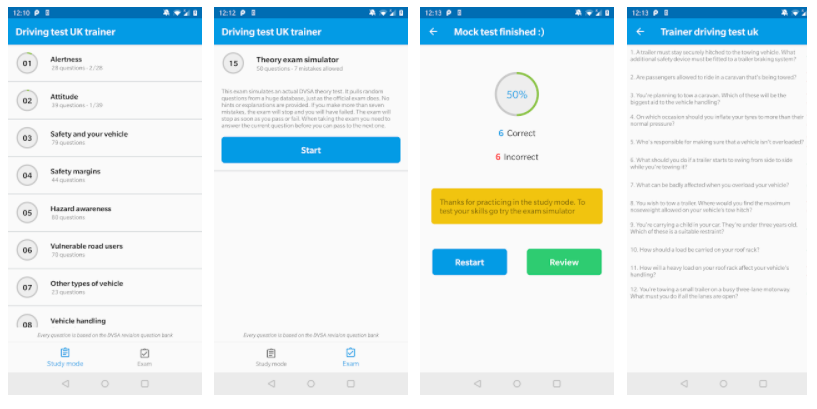 12:10
Driving test UK trainer
01
Alertness
28 questions - 2/28
02
Attitude
39 questions - 1/39
03
Safety and your vehicle
79 questions
04
Safety margins
44 questions
05
Hazard awareness
80 questions
06
Vulnerable road users
70 questions
07
Other types of vehicle
23 questions
08
Vehicle handling
Every question is based on the DVSA revision question bank
Study mode
Exam
12:12
Driving test UK trainer
15
Theory exam simulator
50 questions - 7 mistakes allowed
This exam simulates an actual DVSA theory test. It pulls random
questions from a huge database, just as the official exam does. No
hints or explanations are provided. If you make more than seven
mistakes, the exam will stop and you will have failed. The exam will
stop as soon as you pass or fail. When taking the exam you need to
answer the current question before you can pass to the next one.
Start
Every question is based on the DVSA revision question bank
Study mode
Exam
12:13
Mock test finished :)
50%
6 Correct
6 Incorrect
Thanks for practicing in the study mode. To
test your skills go try the exam simulator
Restart
Review
12:13
Trainer driving test uk
1. A trailer must stay securely hitched to the towing vehicle. What
additional safety device must be fitted to a trailer braking system?
2. Are passengers allowed to ride in a caravan that's being towed?
3. You're planning to tow a caravan. Which of these will be the
biggest aid to the vehicle handling?
4. On which occasion should you inflate your tyres to more than their
normal pressure?
5. Who's responsible for making sure that a vehicle isn't overloaded?
6. What should you do if a trailer starts to swing from side to side
while you're towing it?
7. What can be badly affected when you overload your vehicle?
8. You wish to tow a trailer. Where would you find the maximum
noseweight allowed on your vehicle's tow hitch?
9. You're carrying a child in your car. They're under three years old.
Which of these is a suitable restraint?
10. How should a load be carried on your roof rack?
11. How will a heavy load on your roof rack affect your vehicle's
handling?
12. You're towing a small trailer on a busy three-lane motorway.
What must you do if all the lanes are open?